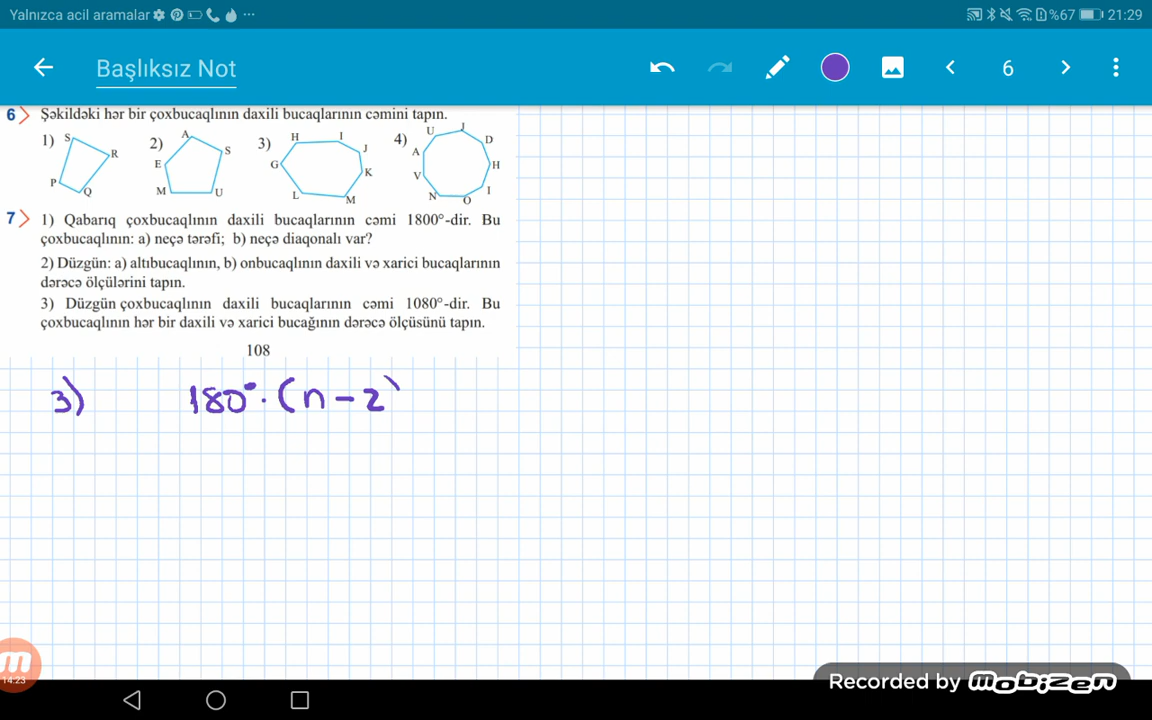 Yalnızca acil aramalar ...
%67 21:29
Başlıksız Not
6
6 Şəkildəki hər bir çoxbucaqlının daxili bucaqlarının cəmini tapın.
1) S R P Q
2) A S E M U
3) H I J G K L M
4) U J D A H V I N O
7 1) Qabarıq çoxbucaqlının daxili bucaqlarının cəmi 1800°-dir. Bu
çoxbucaqlının: a) neçə tərəfi; b) neçə diaqonalı var?
2) Düzgün: a) altıbucaqlının, b) onbucaqlının daxili və xarici bucaqlarının
dərəcə ölçülərini tapın.
3) Düzgün çoxbucaqlının daxili bucaqlarının cəmi 1080°-dir. Bu
çoxbucaqlının hər bir daxili və xarici bucağının dərəcə ölçüsünü tapın.
108
3) 180° · (n - 2)
14:23
Recorded by mobizen